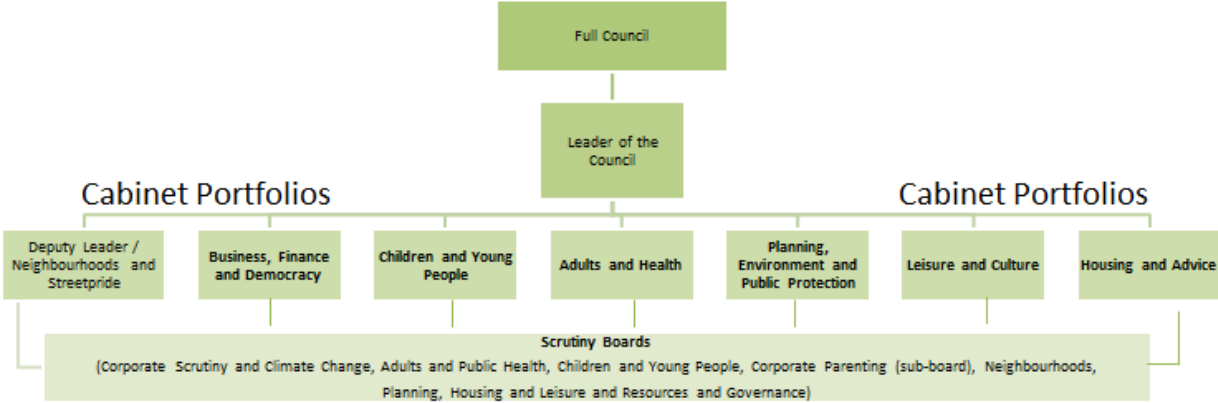 Full Council
Leader of the
Council
Cabinet Portfolios
Cabinet Portfolios
Deputy Leader /
Neighbourhoods and
Streetpride
Business, Finance
and Democracy
Children and Young
People
Adults and Health
Planning,
Environment and
Public Protection
Leisure and Culture
Housing and Advice
Scrutiny Boards
(Corporate Scrutiny and Climate Change, Adults and Public Health, Children and Young People, Corporate Parenting (sub-board), Neighbourhoods,
Planning, Housing and Leisure and Resources and Governance)